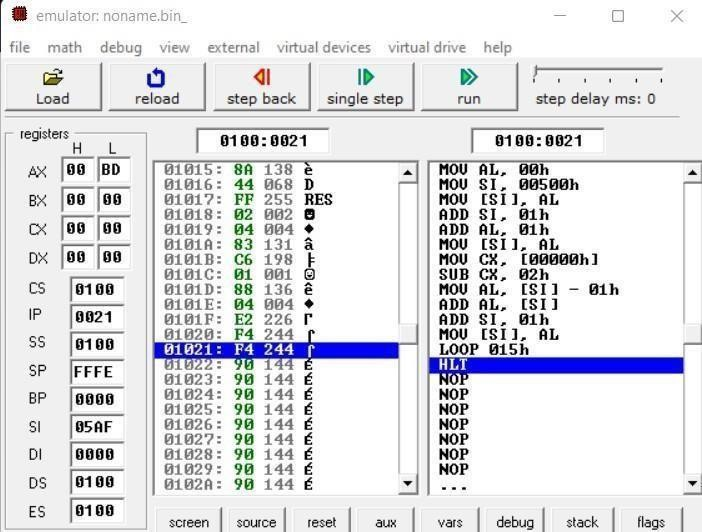 emulator: noname.bin_
file math debug view external virtual devices virtual drive help
Load reload step back single step run step delay ms: 0
registers
H L
AX 00 BD
BX 00 00
CX 00 00
DX 00 00
CS 0100
IP 0021
SS 0100
SP FFFE
BP 0000
SI 05AF
DI 0000
DS 0100
ES 0100
0100:0021
01015: 8A 138 è
01016: 44 068 D
01017: FF 255 RES
01018: 02 002 ☻
01019: 04 004 ♦
0101A: 83 131 â
0101B: C6 198 ╞
0101C: 01 001 ☺
0101D: 88 136 ê
0101E: 04 004 ♦
0101F: E2 226 Γ
01020: F4 244 ⌠
01021: F4 244 ⌠
01022: 90 144 É
01023: 90 144 É
01024: 90 144 É
01025: 90 144 É
01026: 90 144 É
01027: 90 144 É
01028: 90 144 É
01029: 90 144 É
0102A: 90 144 É
0100:0021
MOV AL, 00h
MOV SI, 00500h
MOV [SI], AL
ADD SI, 01h
ADD AL, 01h
MOV [SI], AL
MOV CX, [00000h]
SUB CX, 02h
MOV AL, [SI] - 01h
ADD AL, [SI]
ADD SI, 01h
MOV [SI], AL
LOOP 015h
HLT
NOP
NOP
NOP
NOP
NOP
NOP
NOP
...
screen source reset aux vars debug stack flags